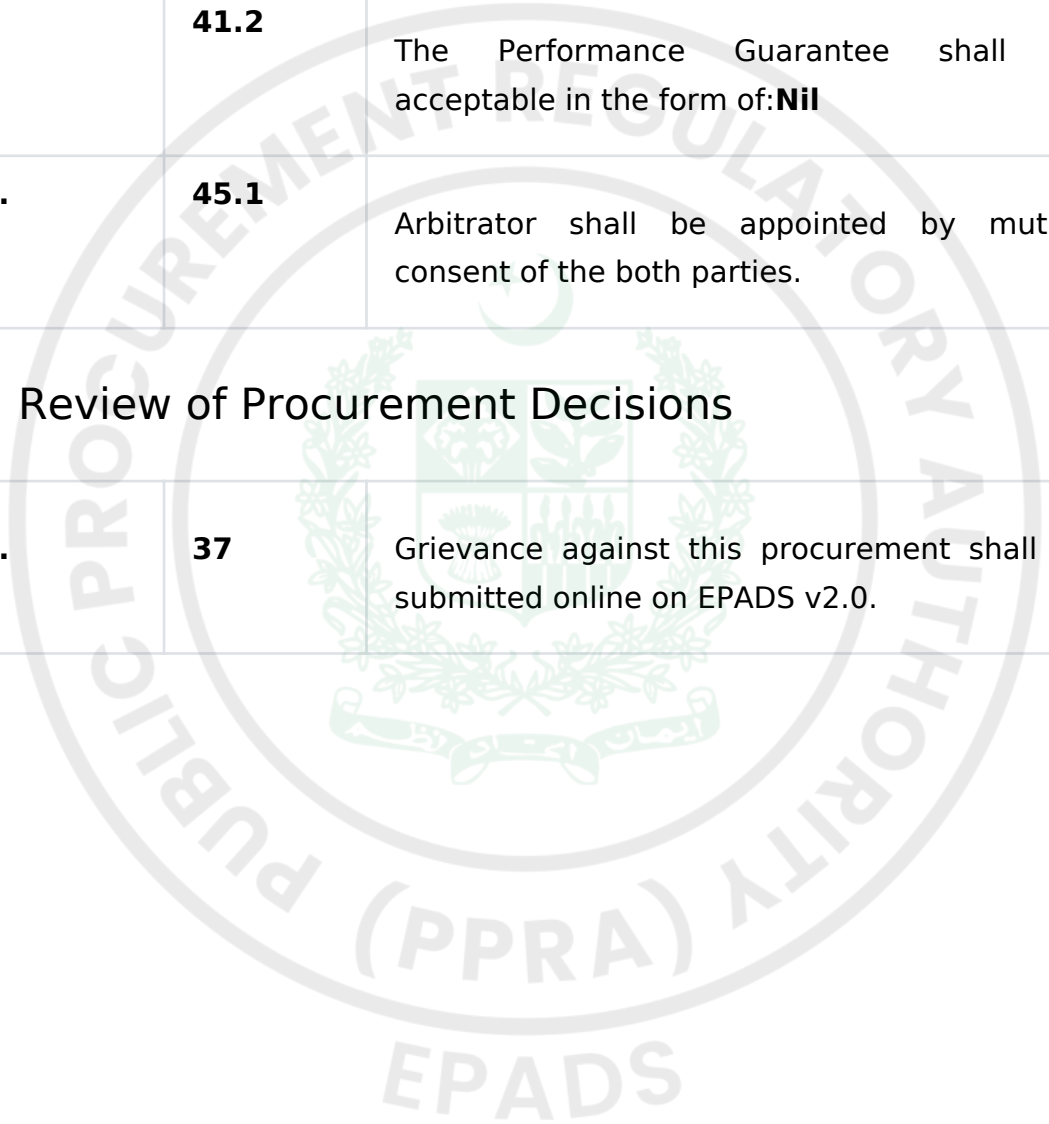 41.2
The Performance Guarantee shall
acceptable in the form of:Nil
. 45.1
Arbitrator shall be appointed by mut
consent of the both parties.
Review of Procurement Decisions
. 37 Grievance against this procurement shall
submitted online on EPADS v2.0.
PUBLIC PROCUREMENT REGULATORY AUTHORITY
(PPRA)
EPADS